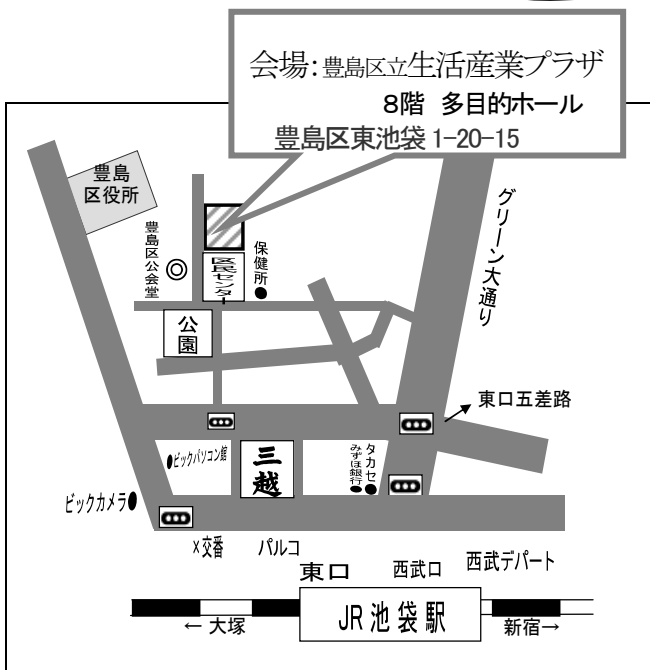 会場:豊島区立生活産業プラザ
8階 多目的ホール
豊島区東池袋 1-20-15
豊島
区役所
グリーン大通り
豊島区公会堂
◎
保健所
区民センター
公園
東口五差路
ビックパソコン館
三越
タカセ
みずほ銀行
ビックカメラ
×交番
パルコ
東口
西武口
西武デパート
JR池袋駅
← 大塚
新宿→